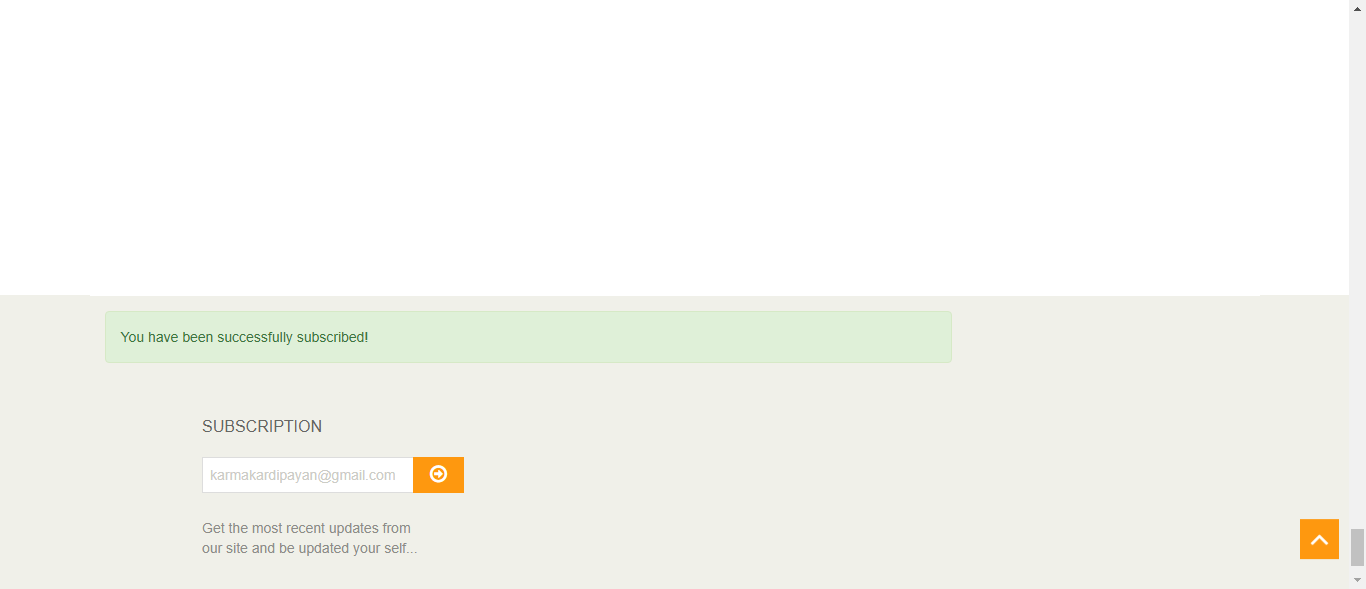 You have been successfully subscribed!
SUBSCRIPTION
karmakardipayan@gmail.com
Get the most recent updates from
our site and be updated your self...